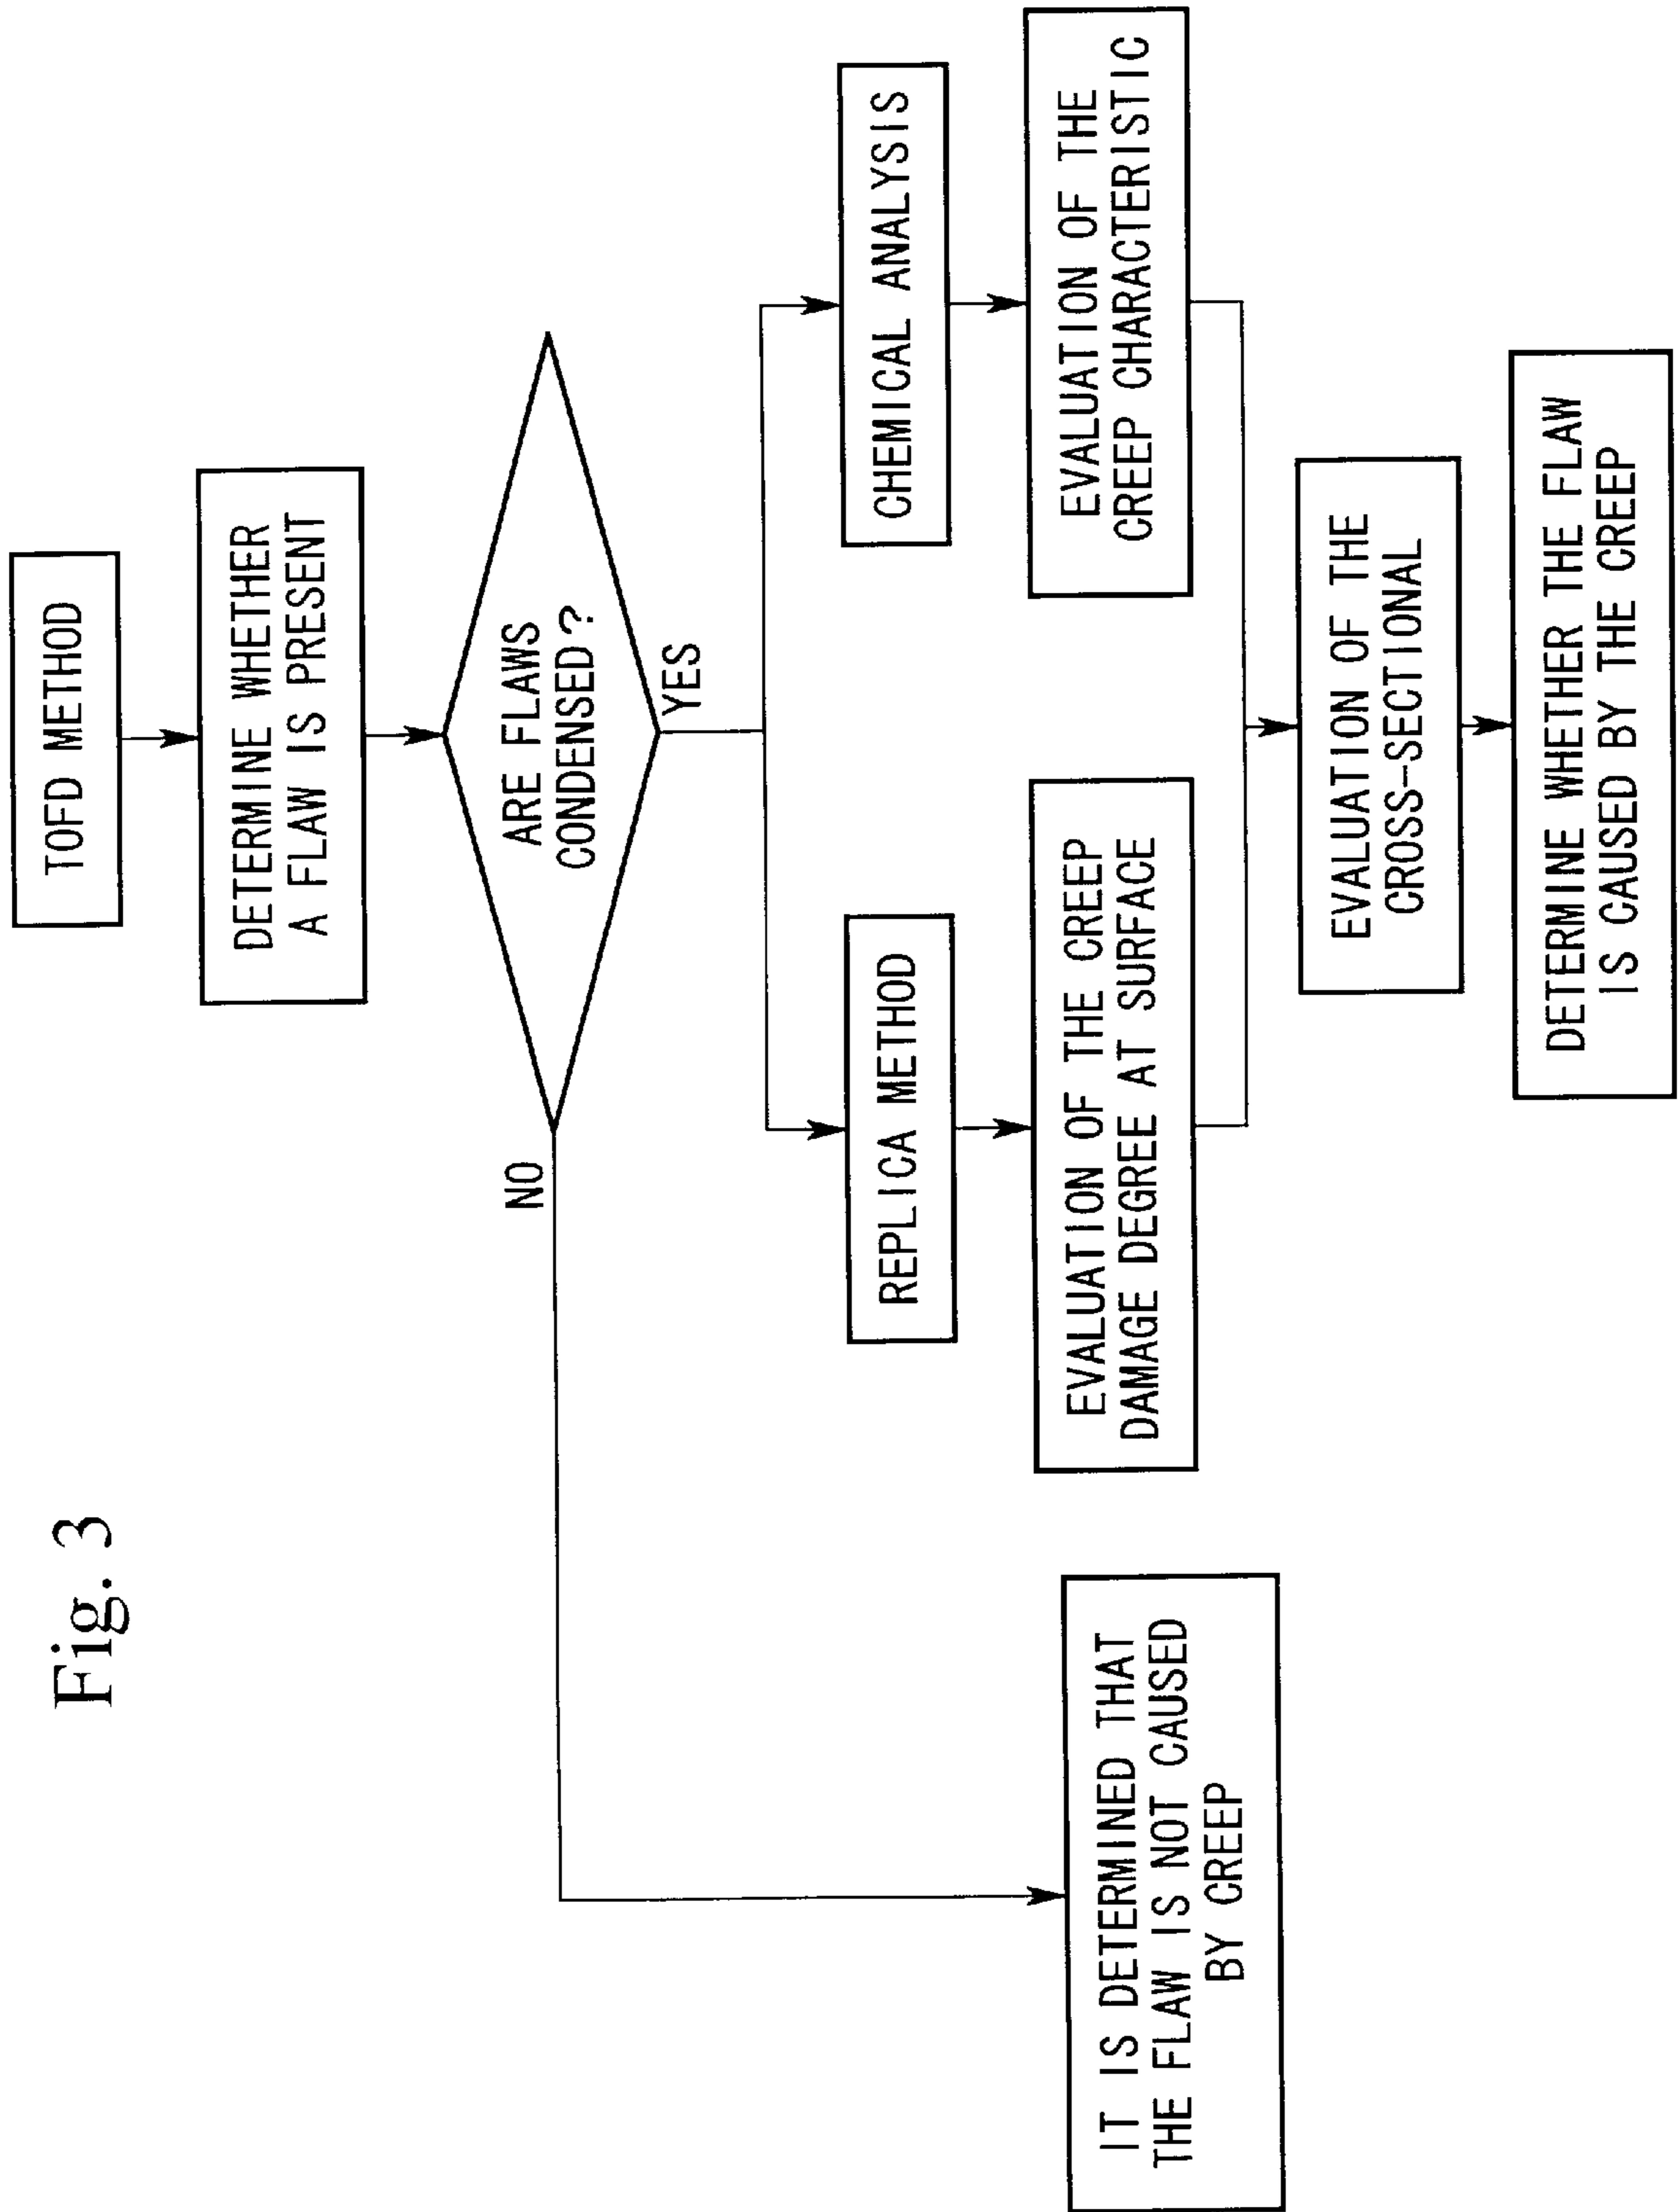 Fig. 3
TOFD METHOD
DETERMINE WHETHER
A FLAW IS PRESENT
ARE FLAWS
CONDENSED?
NO
YES
REPLICA METHOD
CHEMICAL ANALYSIS
IT IS DETERMINED THAT
THE FLAW IS NOT CAUSED
BY CREEP
EVALUATION OF THE CREEP
DAMAGE DEGREE AT SURFACE
EVALUATION OF THE
CREEP CHARACTERISTIC
EVALUATION OF THE
CROSS-SECTIONAL
DETERMINE WHETHER THE FLAW
IS CAUSED BY THE CREEP